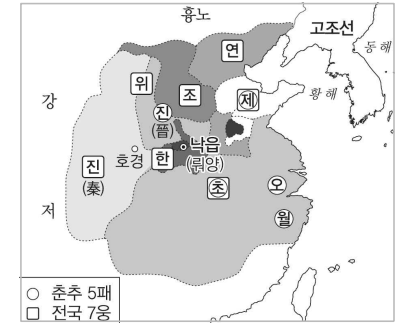 흉노
고조선
동해
연
위
조
제
황해
강
진
(晉)
낙읍
(뤄양)
호경
한
진
(秦)
초
오
월
저
○ 춘추 5패
□ 전국 7웅